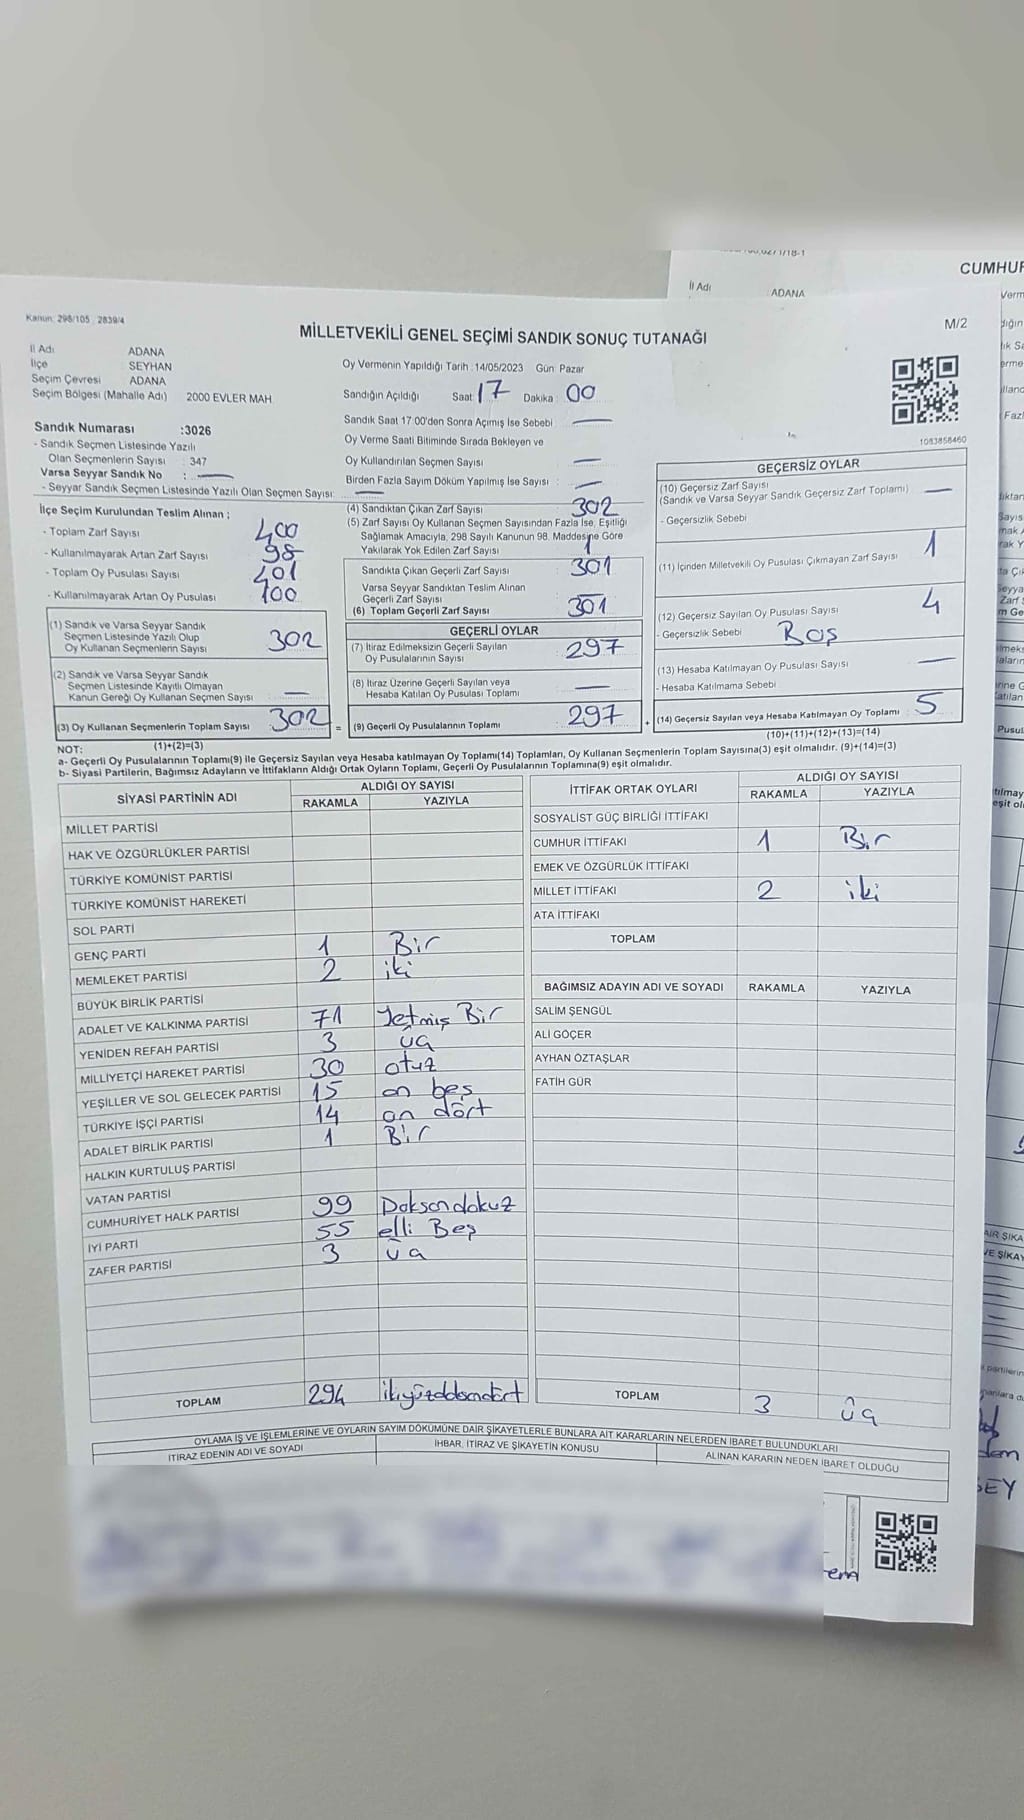 Kanun: 298/105 2839/4
MİLLETVEKİLİ GENEL SEÇİMİ SANDIK SONUÇ TUTANAĞI
M/2
İl Adı ADANA
İlçe SEYHAN
Seçim Çevresi ADANA
Seçim Bölgesi (Mahalle Adı) 2000 EVLER MAH
Sandık Numarası :3026
- Sandık Seçmen Listesinde Yazılı
Olan Seçmenlerin Sayısı : 347
Varsa Seyyar Sandık No : —
- Seyyar Sandık Seçmen Listesinde Yazılı Olan Seçmen Sayısı: —
Oy Vermenin Yapıldığı Tarih : 14/05/2023 Gün: Pazar
Sandığın Açıldığı Saat : 17 Dakika : 00
Sandık Saat 17:00'den Sonra Açımış İse Sebebi : —
Oy Verme Saati Bitiminde Sırada Bekleyen ve
Oy Kullandırılan Seçmen Sayısı : —
Birden Fazla Sayım Döküm Yapılmış İse Sayısı : —
1083858460
İlçe Seçim Kurulundan Teslim Alınan ;
- Toplam Zarf Sayısı : 400
- Kullanılmayarak Artan Zarf Sayısı : 98
- Toplam Oy Pusulası Sayısı : 401
- Kullanılmayarak Artan Oy Pusulası : 100
(1) Sandık ve Varsa Seyyar Sandık
Seçmen Listesinde Yazılı Olup
Oy Kullanan Seçmenlerin Sayısı 302
(2) Sandık ve Varsa Seyyar Sandık
Seçmen Listesinde Kayıtlı Olmayan
Kanun Gereği Oy Kullanan Seçmen Sayısı —
(3) Oy Kullanan Seçmenlerin Toplam Sayısı 302 =
(1)+(2)=(3)
(4) Sandıktan Çıkan Zarf Sayısı : 302
(5) Zarf Sayısı Oy Kullanan Seçmen Sayısından Fazla İse, Eşitliği
Sağlamak Amacıyla, 298 Sayılı Kanunun 98. Maddesine Göre
Yakılarak Yok Edilen Zarf Sayısı : 1
Sandıkta Çıkan Geçerli Zarf Sayısı : 301
Varsa Seyyar Sandıktan Teslim Alınan
Geçerli Zarf Sayısı : —
(6) Toplam Geçerli Zarf Sayısı : 301
GEÇERLİ OYLAR
(7) İtiraz Edilmeksizin Geçerli Sayılan
Oy Pusulalarının Sayısı : 297
(8) İtiraz Üzerine Geçerli Sayılan veya
Hesaba Katılan Oy Pusulası Toplamı : —
(9) Geçerli Oy Pusulalarının Toplamı : 297 +
GEÇERSİZ OYLAR
(10) Geçersiz Zarf Sayısı
(Sandık ve Varsa Seyyar Sandık Geçersiz Zarf Toplamı) : —
- Geçersizlik Sebebi
(11) İçinden Milletvekili Oy Pusulası Çıkmayan Zarf Sayısı : 1
(12) Geçersiz Sayılan Oy Pusulası Sayısı : 4
- Geçersizlik Sebebi Boş
(13) Hesaba Katılmayan Oy Pusulası Sayısı : —
- Hesaba Katılmama Sebebi
(14) Geçersiz Sayılan veya Hesaba Katılmayan Oy Toplamı : 5
(10)+(11)+(12)+(13)=(14)
NOT:
a- Geçerli Oy Pusulalarının Toplamı(9) ile Geçersiz Sayılan veya Hesaba katılmayan Oy Toplamı(14) Toplamları, Oy Kullanan Seçmenlerin Toplam Sayısına(3) eşit olmalıdır. (9)+(14)=(3)
b- Siyasi Partilerin, Bağımsız Adayların ve İttifakların Aldığı Ortak Oyların Toplamı, Geçerli Oy Pusulalarının Toplamına(9) eşit olmalıdır.
SİYASİ PARTİNİN ADI ALDIĞI OY SAYISI
RAKAMLA YAZIYLA
MİLLET PARTİSİ
HAK VE ÖZGÜRLÜKLER PARTİSİ
TÜRKİYE KOMÜNİST PARTİSİ
TÜRKİYE KOMÜNİST HAREKETİ
SOL PARTİ
GENÇ PARTİ 1 Bir
MEMLEKET PARTİSİ 2 iki
BÜYÜK BİRLİK PARTİSİ
ADALET VE KALKINMA PARTİSİ 71 Yetmiş Bir
YENİDEN REFAH PARTİSİ 3 üç
MİLLİYETÇİ HAREKET PARTİSİ 30 otuz
YEŞİLLER VE SOL GELECEK PARTİSİ 15 on beş
TÜRKİYE İŞÇİ PARTİSİ 14 on dört
ADALET BİRLİK PARTİSİ 1 Bir
HALKIN KURTULUŞ PARTİSİ
VATAN PARTİSİ
CUMHURİYET HALK PARTİSİ 99 Doksandokuz
İYİ PARTİ 55 elli Beş
ZAFER PARTİSİ 3 üç
TOPLAM 294 ikiyüzddsendört
İTTİFAK ORTAK OYLARI ALDIĞI OY SAYISI
RAKAMLA YAZIYLA
SOSYALİST GÜÇ BİRLİĞİ İTTİFAKI
CUMHUR İTTİFAKI 1 Bir
EMEK VE ÖZGÜRLÜK İTTİFAKI
MİLLET İTTİFAKI 2 iki
ATA İTTİFAKI
TOPLAM
BAĞIMSIZ ADAYIN ADI VE SOYADI RAKAMLA YAZIYLA
SALİM ŞENGÜL
ALİ GÖÇER
AYHAN ÖZTAŞLAR
FATİH GÜR
TOPLAM 3 üç
OYLAMA İŞ VE İŞLEMLERİNE VE OYLARIN SAYIM DÖKÜMÜNE DAİR ŞİKAYETLERLE BUNLARA AİT KARARLARIN NELERDEN İBARET BULUNDUKLARI
İTİRAZ EDENİN ADI VE SOYADI İHBAR, İTİRAZ VE ŞİKAYETİN KONUSU ALINAN KARARIN NEDEN İBARET OLDUĞU
İl Adı ADANA
CUMHUR